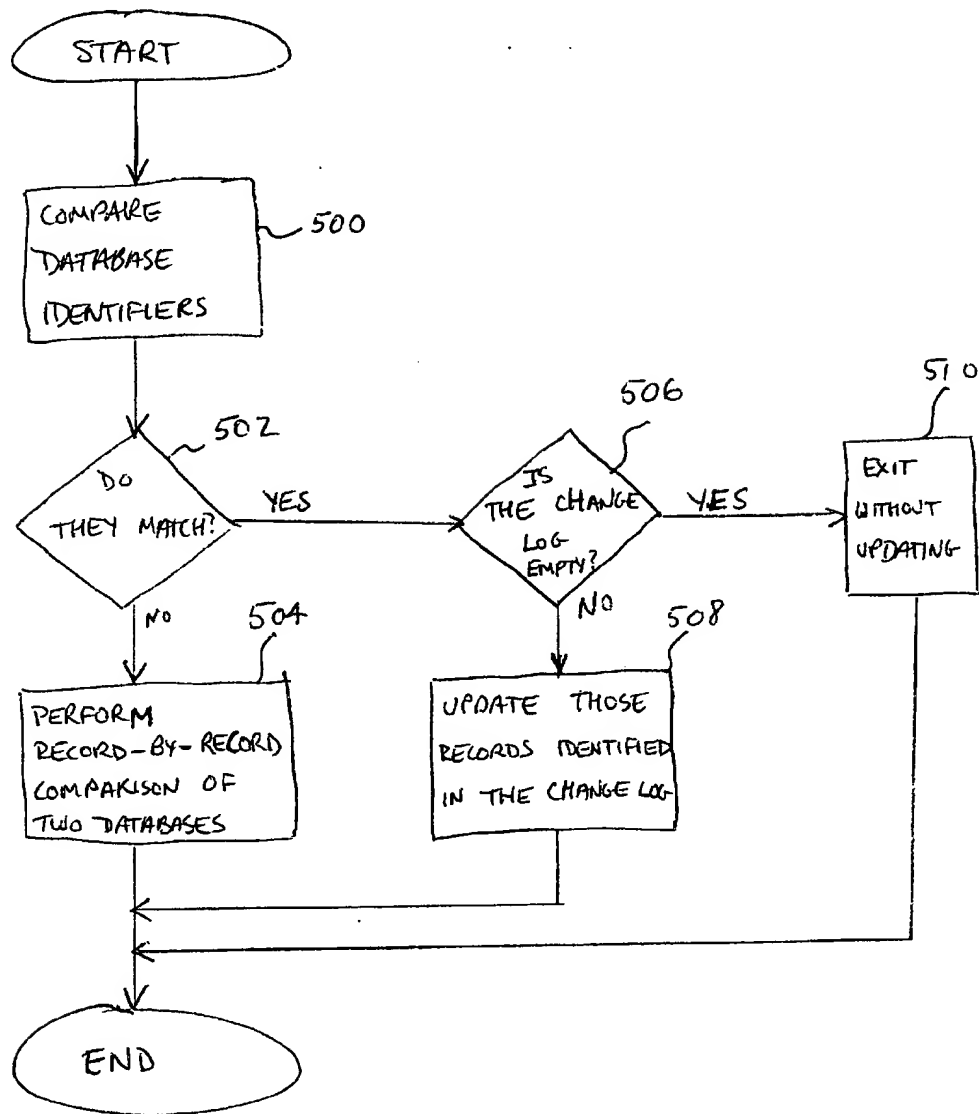 START
COMPARE
DATABASE
IDENTIFIERS
500
DO
THEY MATCH?
502
YES
NO
IS
THE CHANGE
LOG
EMPTY?
506
YES
NO
510
EXIT
WITHOUT
UPDATING
504
PERFORM
RECORD-BY-RECORD
COMPARISON OF
TWO DATABASES
508
UPDATE THOSE
RECORDS IDENTIFIED
IN THE CHANGE LOG
END